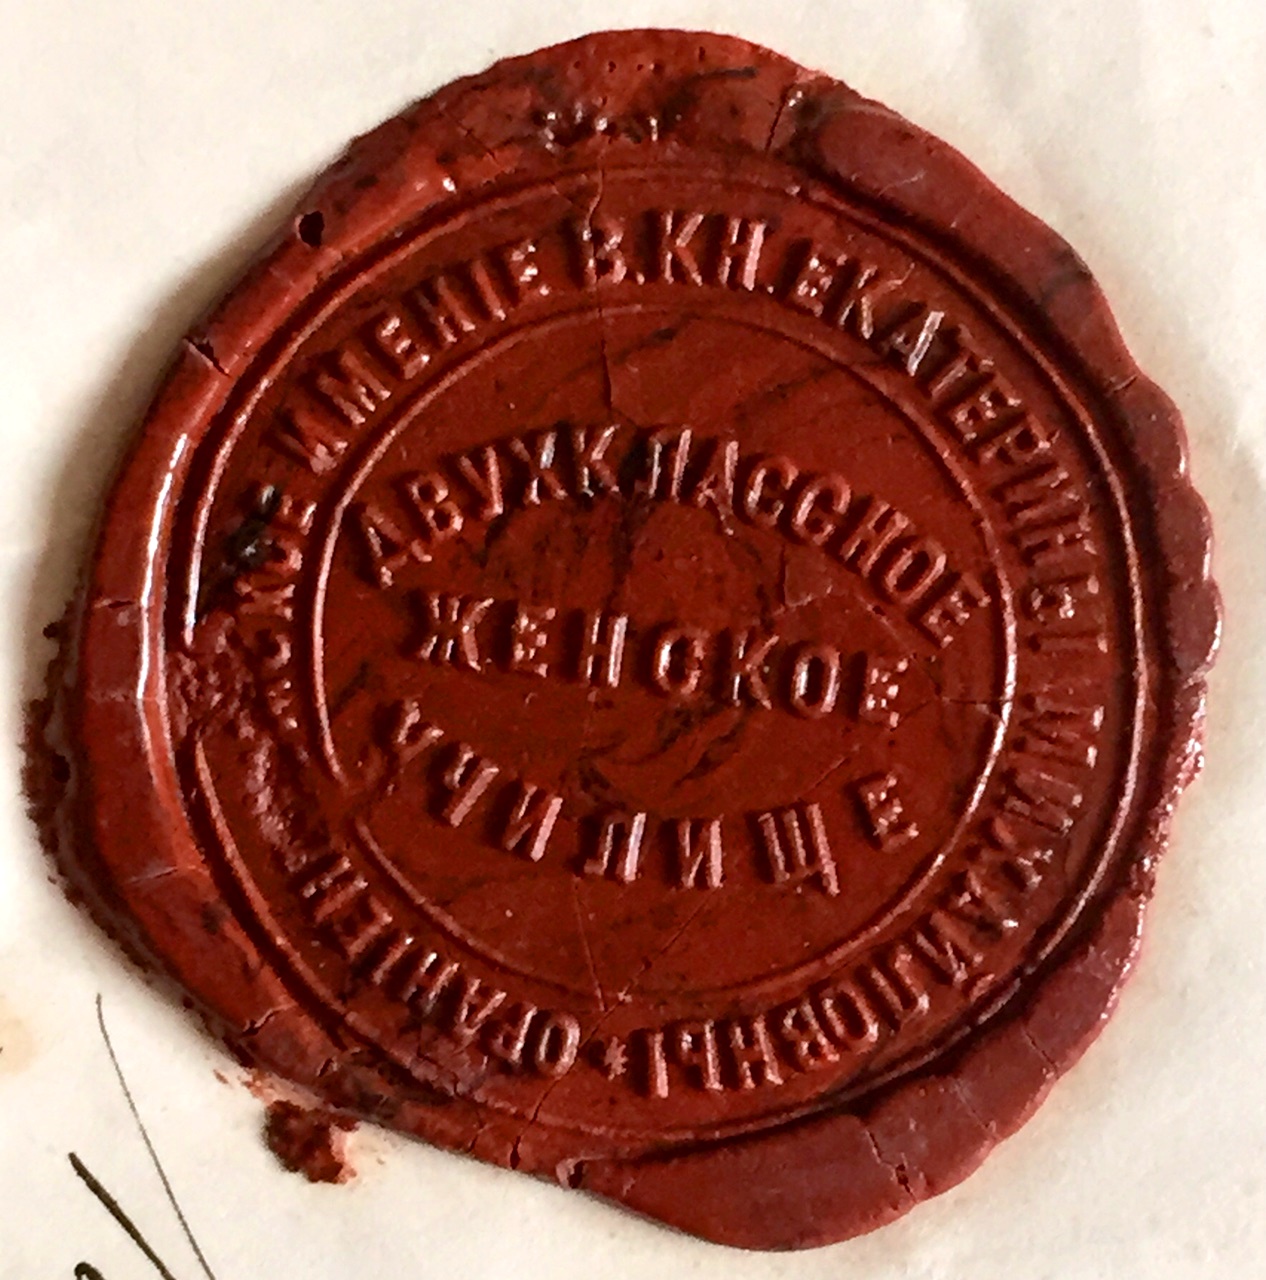 ОРАНІЕНБАУМСКОЕ ИМЕНІЕ В.КН.ЕКАТЕРИНЫ МИХАЙЛОВНЫ *
ДВУХКЛАССНОЕ
ЖЕНСКОЕ
УЧИЛИЩЕ